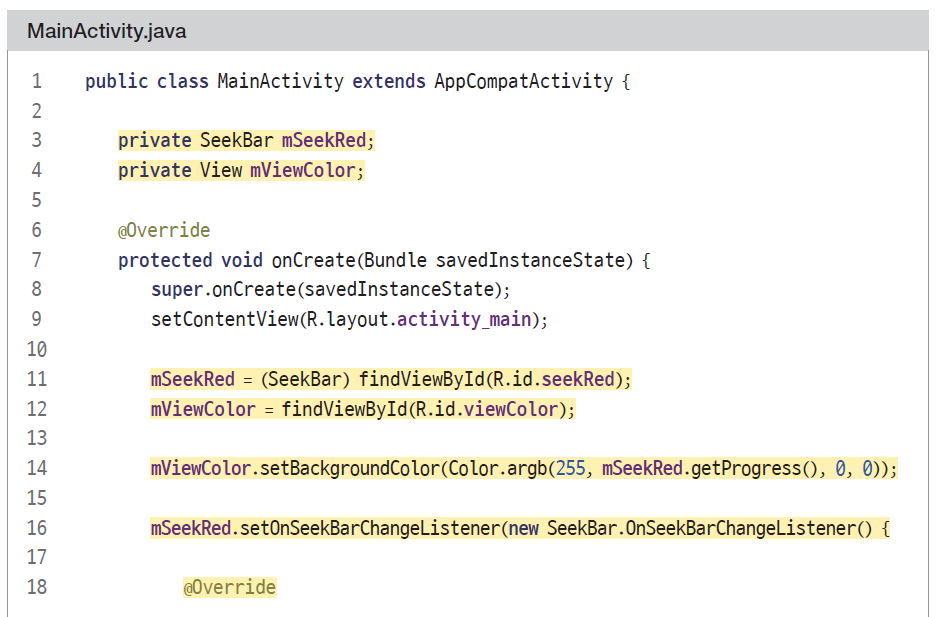 MainActivity.java
1 public class MainActivity extends AppCompatActivity {
2
3 private SeekBar mSeekRed;
4 private View mViewColor;
5
6 @Override
7 protected void onCreate(Bundle savedInstanceState) {
8 super.onCreate(savedInstanceState);
9 setContentView(R.layout.activity_main);
10
11 mSeekRed = (SeekBar) findViewById(R.id.seekRed);
12 mViewColor = findViewById(R.id.viewColor);
13
14 mViewColor.setBackgroundColor(Color.argb(255, mSeekRed.getProgress(), 0, 0));
15
16 mSeekRed.setOnSeekBarChangeListener(new SeekBar.OnSeekBarChangeListener() {
17
18 @Override